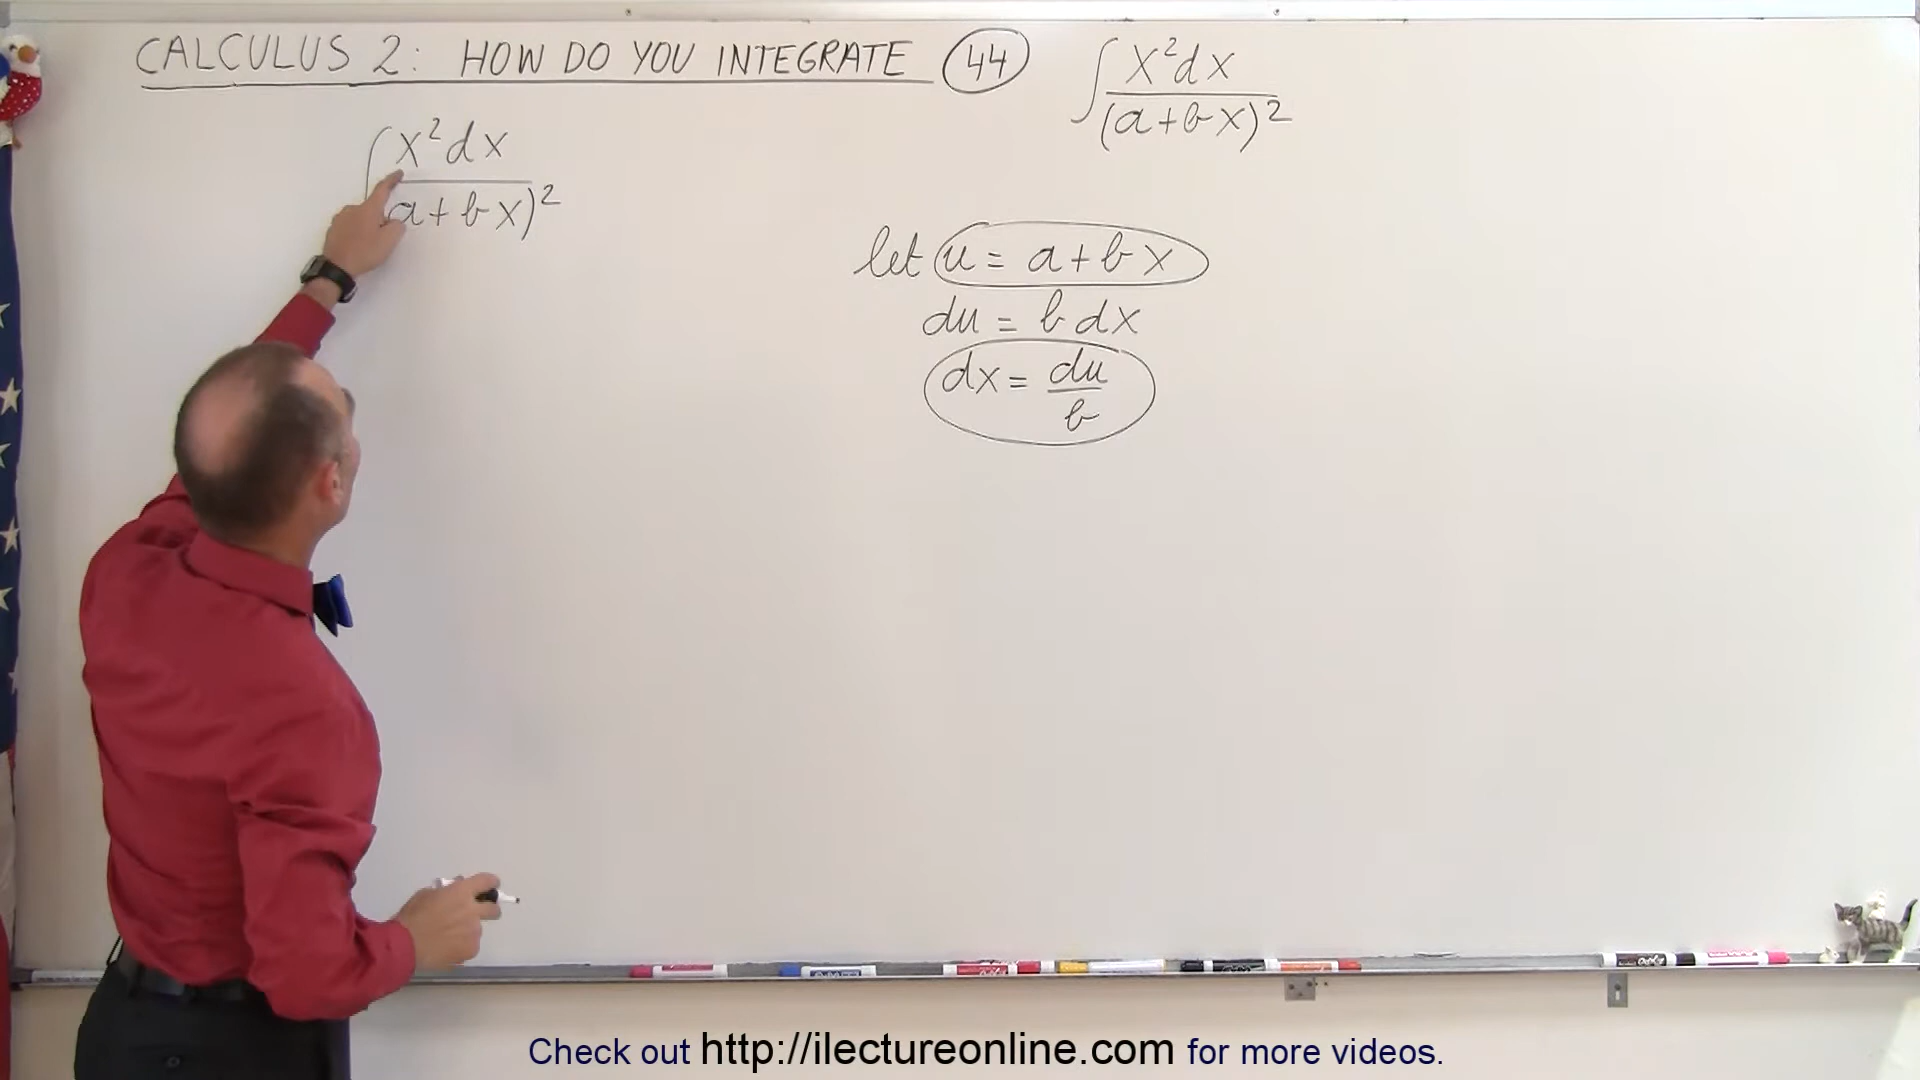 CALCULUS 2: HOW DO YOU INTEGRATE 44 ∫ x²dx / (a+bx)²
∫ x²dx / (a+bx)²
let u = a+bx
du = b dx
dx = du/b
Check out http://ilectureonline.com for more videos.